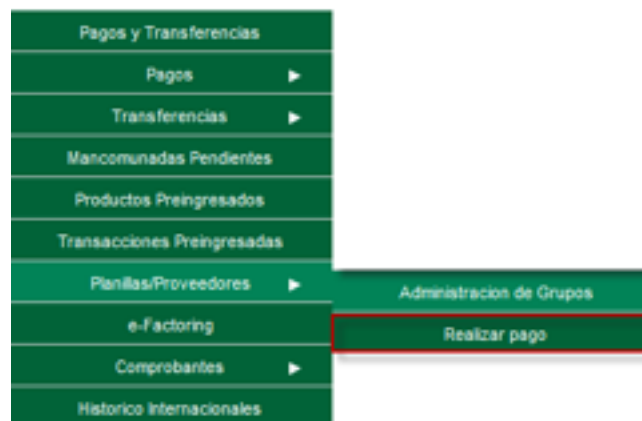 Pagos y Transferencias
Pagos
Transferencias
Mancomunadas Pendientes
Productos Preingresados
Transacciones Preingresadas
Planillas/Proveedores
Administracion de Grupos
e-Factoring
Realizar pago
Comprobantes
Historico Internacionales